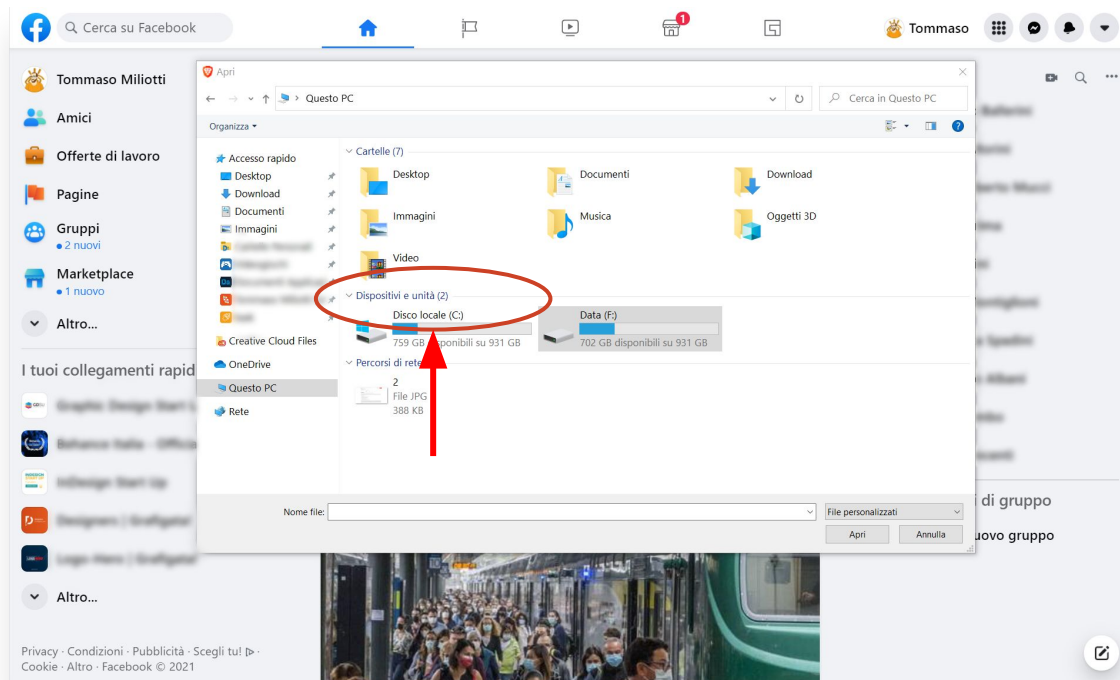 Cerca su Facebook
1
Tommaso
Tommaso Miliotti
Amici
Offerte di lavoro
Pagine
Gruppi
2 nuovi
Marketplace
1 nuovo
Altro...
I tuoi collegamenti rapid
Altro...
Privacy · Condizioni · Pubblicità · Scegli tu! ·
Cookie · Altro · Facebook © 2021
Apri
Questo PC
Cerca in Questo PC
Organizza
Accesso rapido
Desktop
Download
Documenti
Immagini
Creative Cloud Files
OneDrive
Questo PC
Rete
Cartelle (7)
Desktop
Documenti
Download
Immagini
Musica
Oggetti 3D
Video
Dispositivi e unità (2)
Disco locale (C:)
759 GB disponibili su 931 GB
Data (F:)
702 GB disponibili su 931 GB
Percorsi di rete
2
File JPG
388 KB
Nome file:
File personalizzati
Apri
Annulla
i di gruppo
uovo gruppo